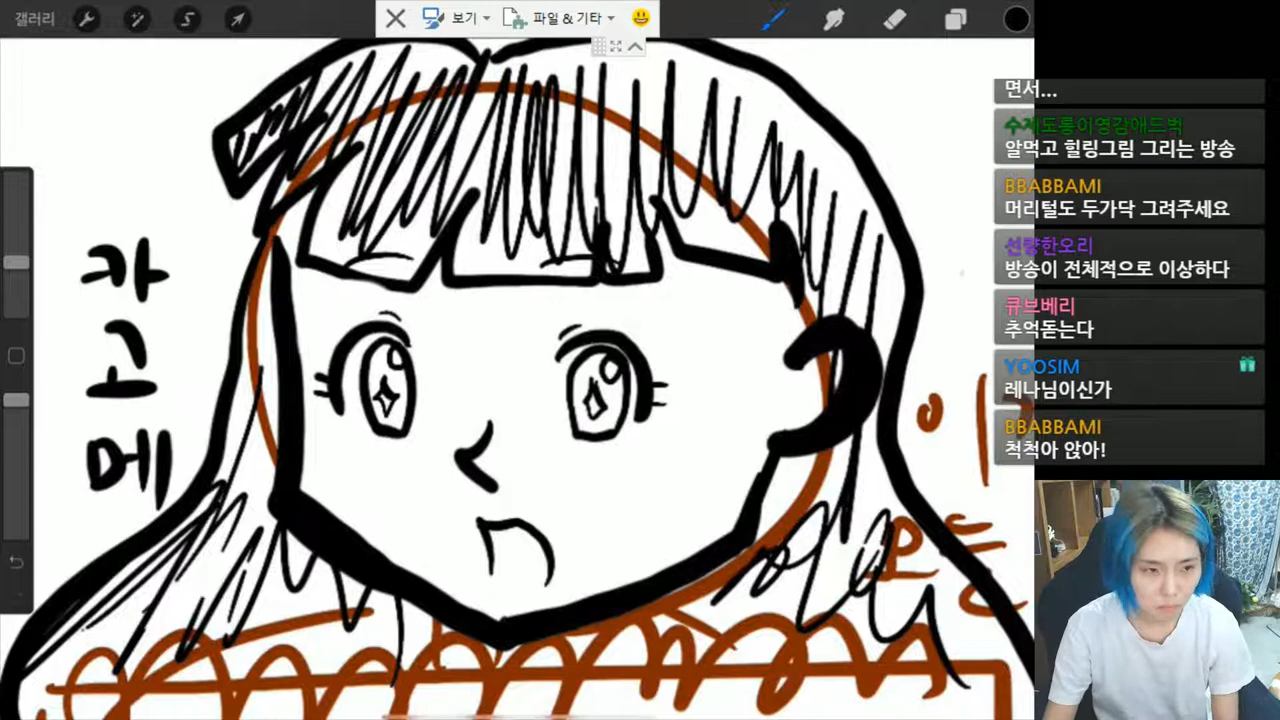 갤러리
보기
파일 & 기타
카
고
메
면서...
수제도롱이영감애드벅
알먹고 힐링그림 그리는 방송
BBABBAMI
머리털도 두가닥 그려주세요
선량한오리
방송이 전체적으로 이상하다
큐브베리
추억돋는다
YOOSIM
레나님이신가
BBABBAMI
척척아 앉아!